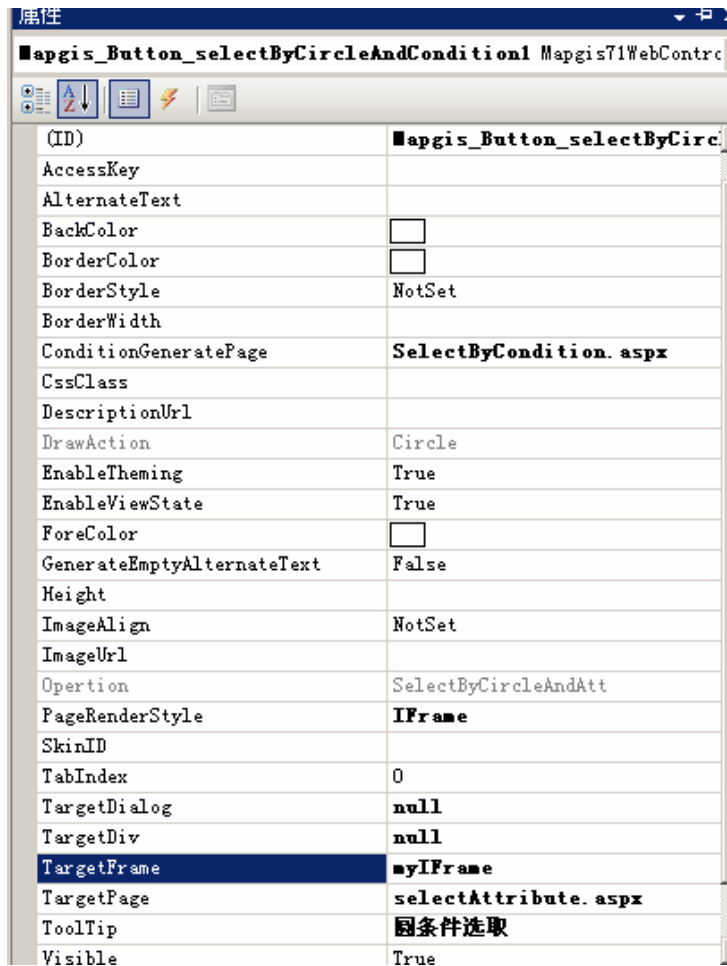 属性
Mapgis_Button_selectByCircleAndCondition1 Mapgis71WebContro
(ID) Mapgis_Button_selectByCircl
AccessKey
AlternateText
BackColor
BorderColor
BorderStyle NotSet
BorderWidth
ConditionGeneratePage SelectByCondition.aspx
CssClass
DescriptionUrl
DrawAction Circle
EnableTheming True
EnableViewState True
ForeColor
GenerateEmptyAlternateText False
Height
ImageAlign NotSet
ImageUrl
Opertion SelectByCircleAndAtt
PageRenderStyle IFrame
SkinID
TabIndex 0
TargetDialog null
TargetDiv null
TargetFrame myIFrame
TargetPage selectAttribute.aspx
ToolTip 圆条件选取
Visible True